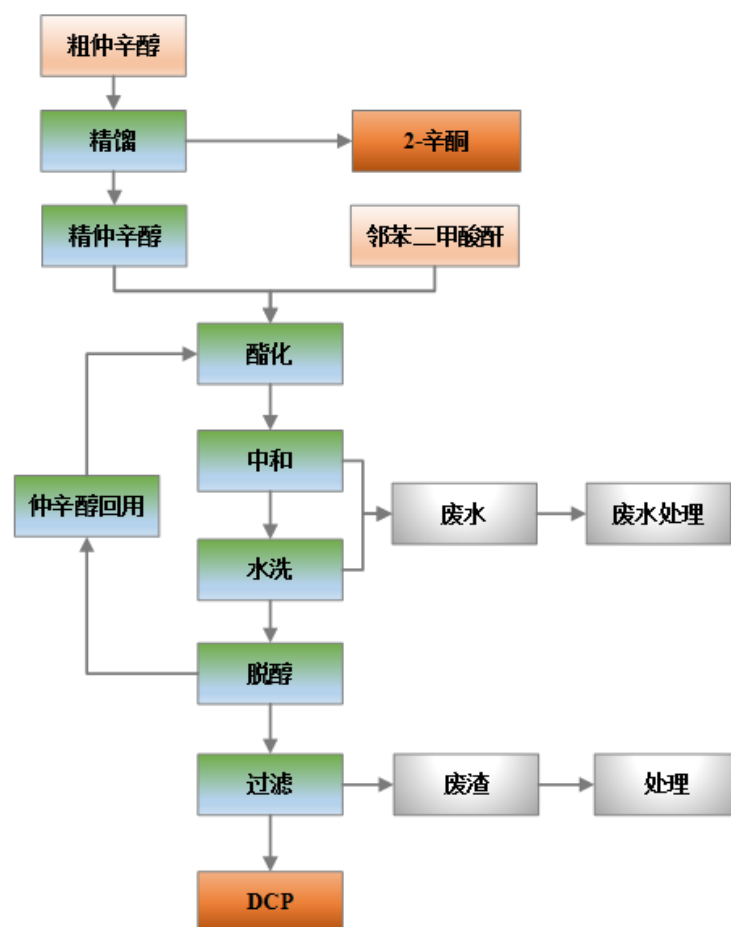 粗仲辛醇
精馏
2-辛酮
精仲辛醇
邻苯二甲酸酐
酯化
中和
仲辛醇回用
废水
废水处理
水洗
脱醇
过滤
废渣
处理
DCP